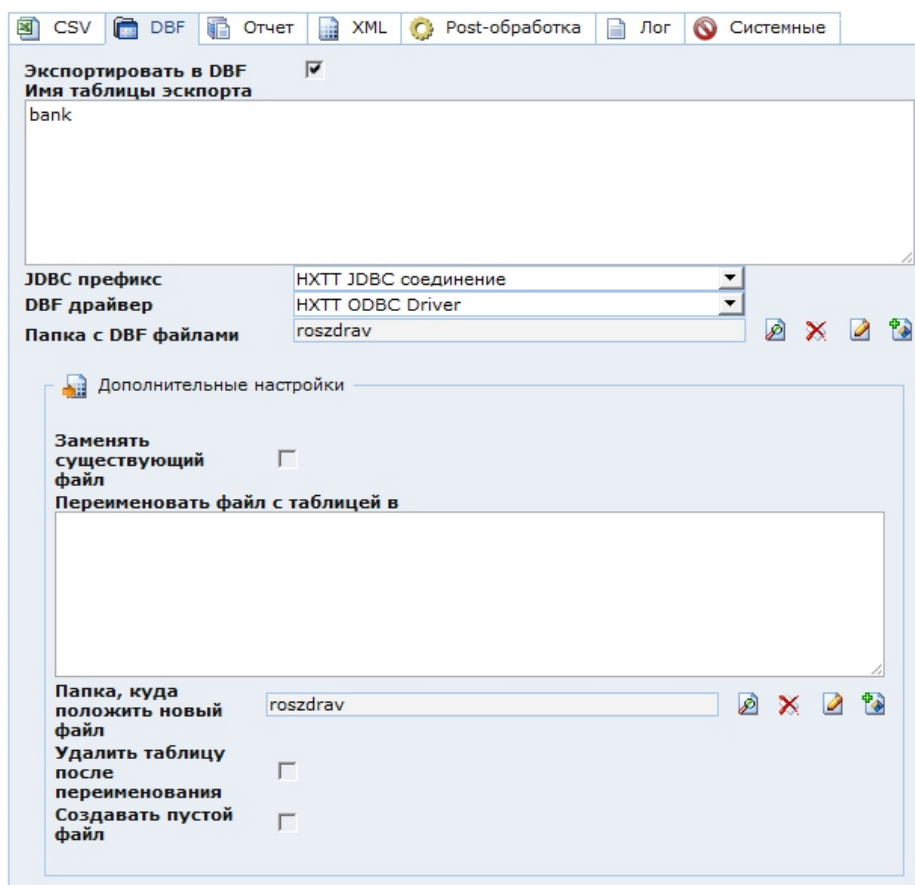 CSV DBF Отчет XML Post-обработка Лог Системные
Экспортировать в DBF
Имя таблицы эскпорта
bank
JDBC префикс HXTT JDBC соединение
DBF драйвер HXTT ODBC Driver
Папка с DBF файлами roszdrav
Дополнительные настройки
Заменять
существующий
файл
Переименовать файл с таблицей в
Папка, куда
положить новый roszdrav
файл
Удалить таблицу
после
переименования
Создавать пустой
файл